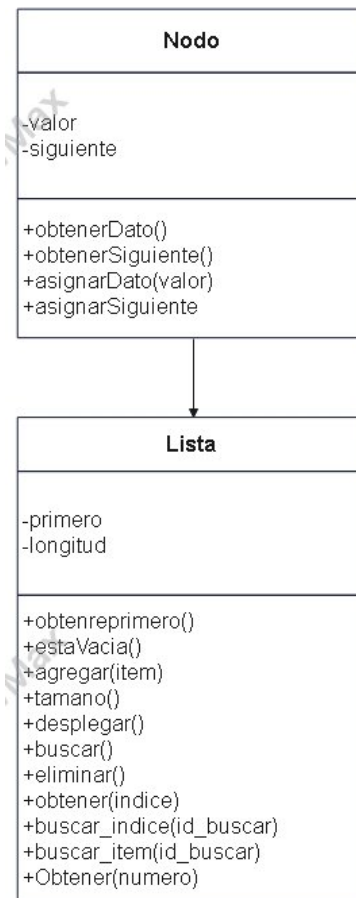 Nodo
-valor
-siguiente
+obtenerDato()
+obtenerSiguiente()
+asignarDato(valor)
+asignarSiguiente
Lista
-primero
-longitud
+obtenreprimero()
+estaVacia()
+agregar(item)
+tamano()
+desplegar()
+buscar()
+eliminar()
+obtener(indice)
+buscar_indice(id_buscar)
+buscar_item(id_buscar)
+Obtener(numero)